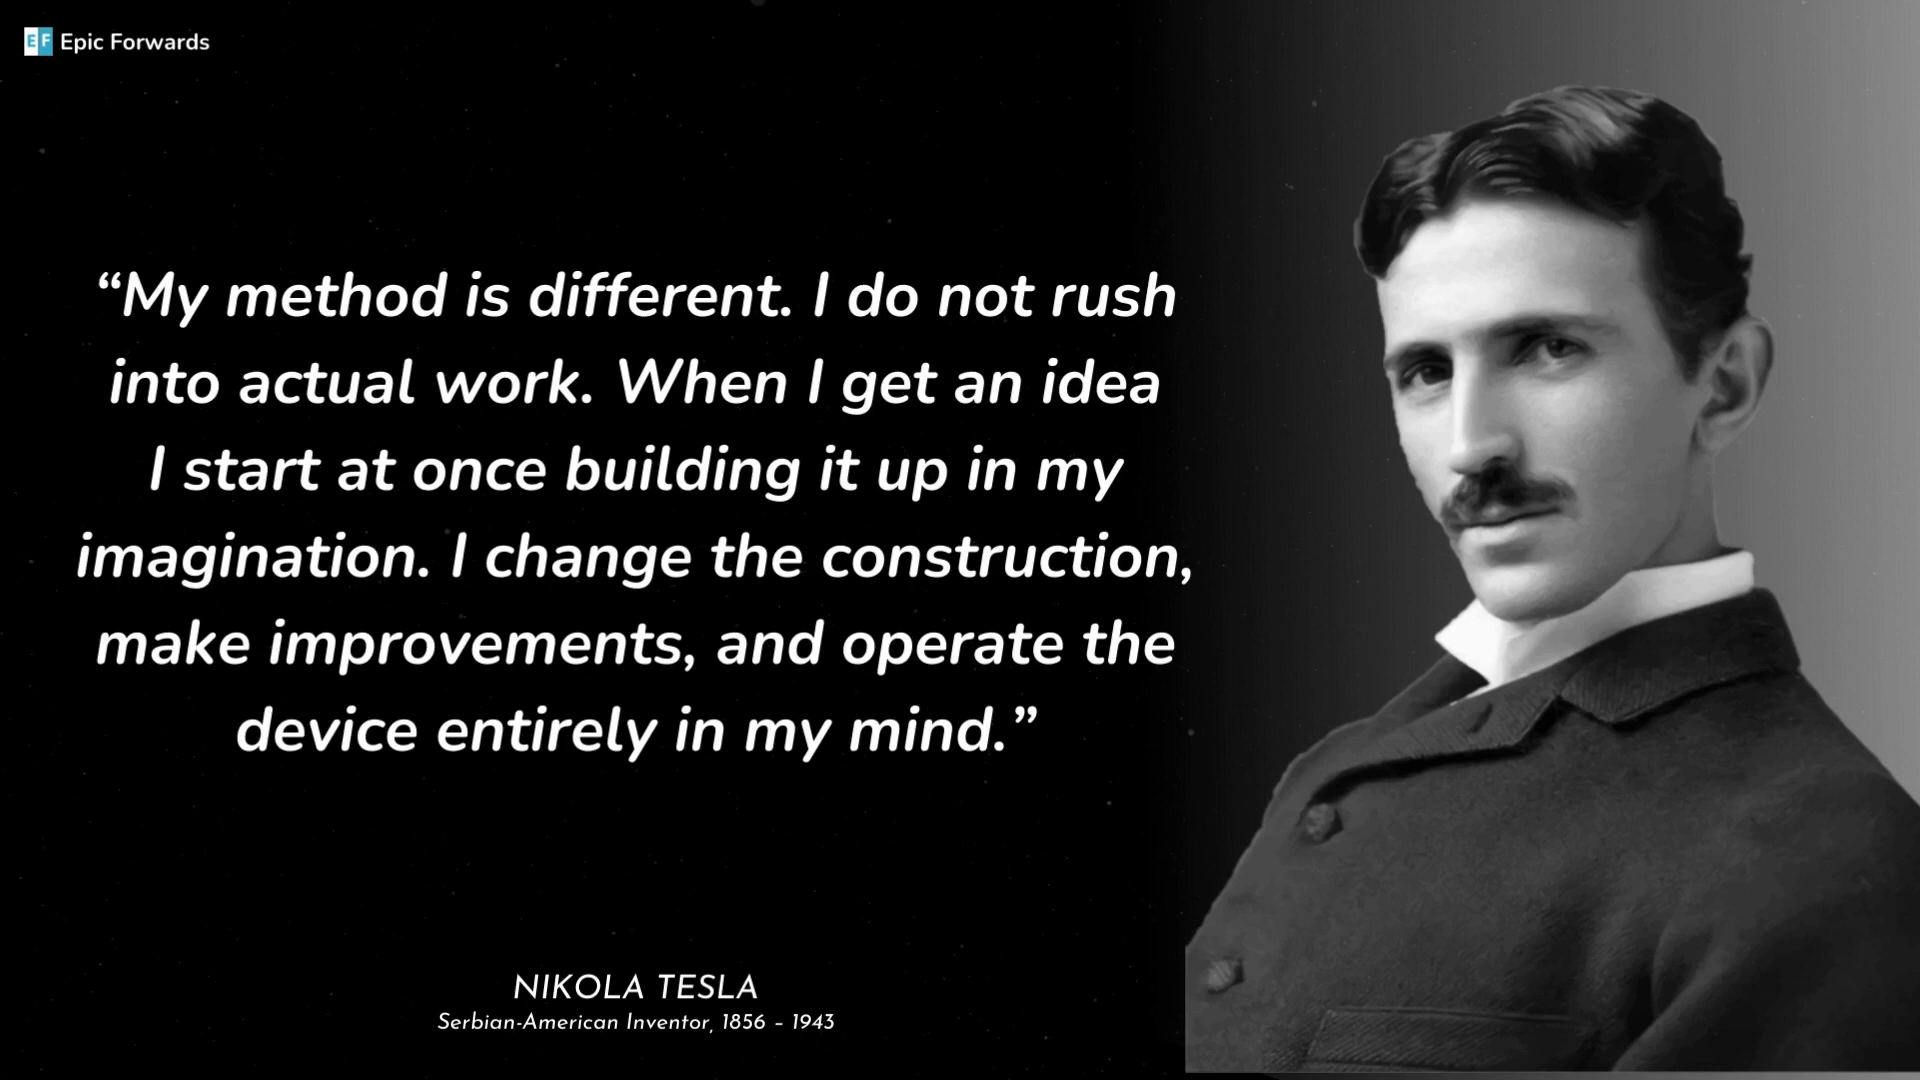 EF Epic Forwards
“My method is different. I do not rush
into actual work. When I get an idea
I start at once building it up in my
imagination. I change the construction,
make improvements, and operate the
device entirely in my mind.”
NIKOLA TESLA
Serbian-American Inventor, 1856 – 1943